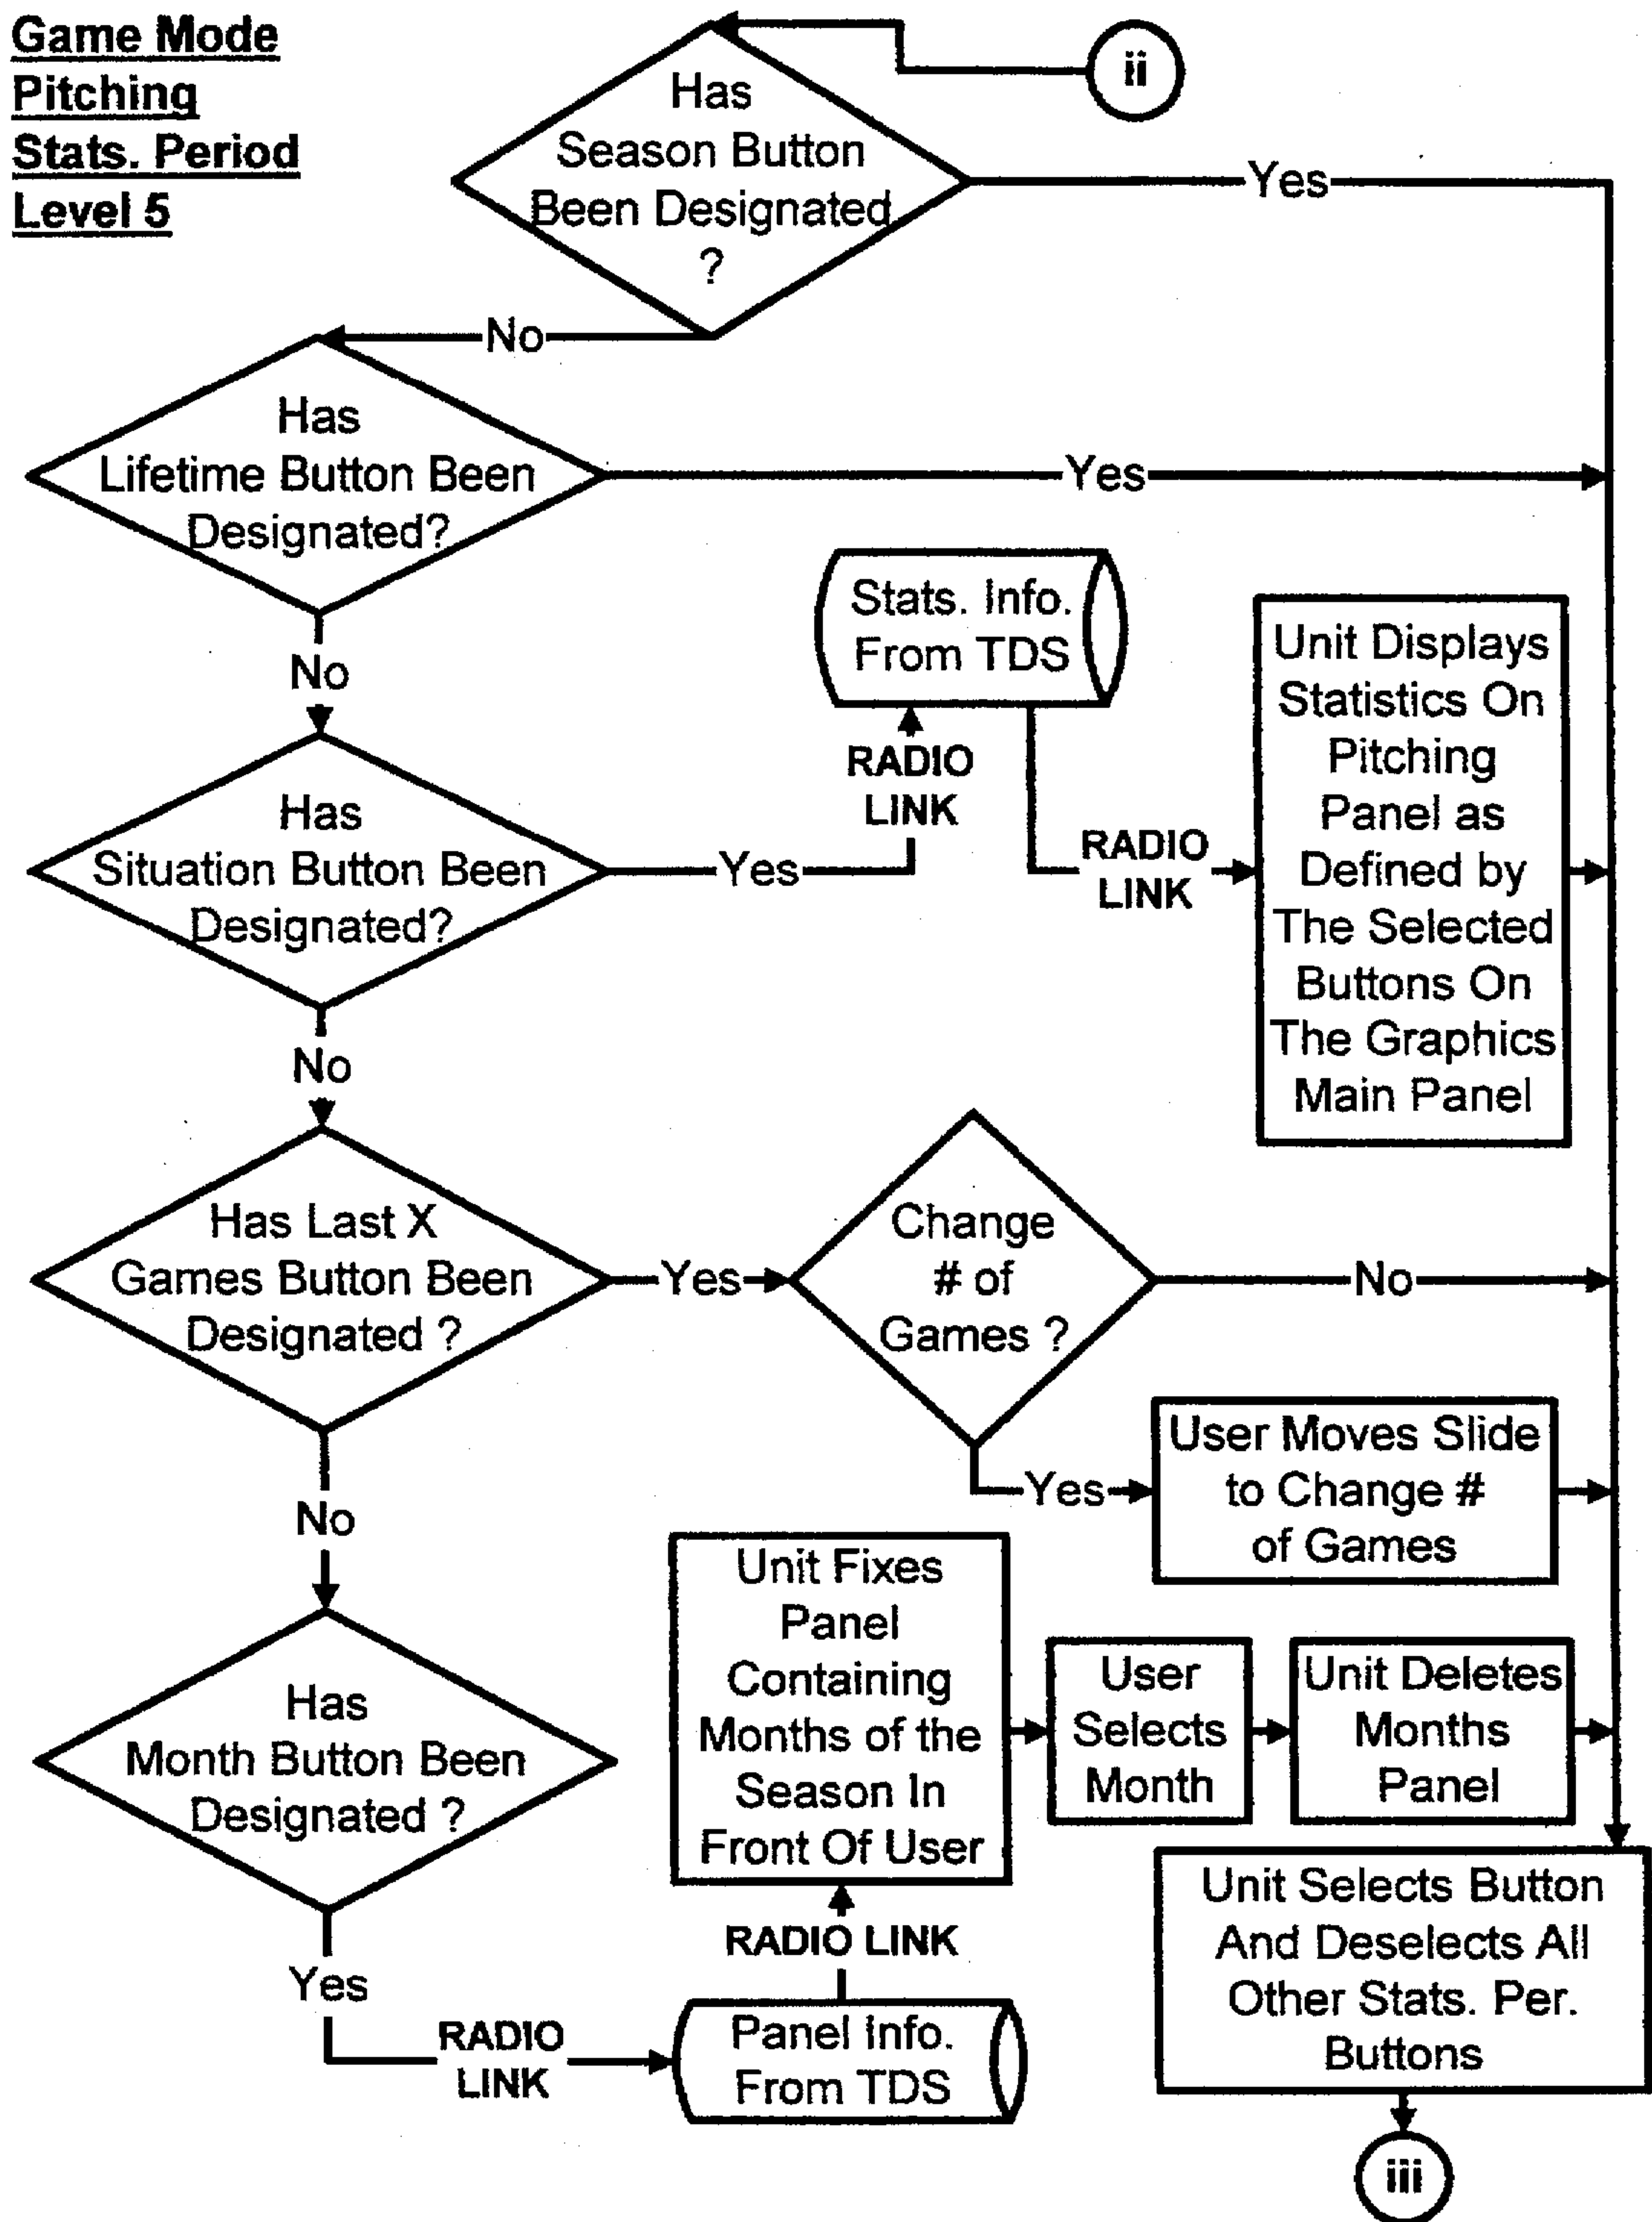 Game Mode
Pitching
Stats. Period
Level 5
ii
Has
Season Button
Been Designated
?
Yes
No
Has
Lifetime Button Been
Designated?
Yes
No
Stats. Info.
From TDS
RADIO
LINK
RADIO
LINK
Unit Displays
Statistics On
Pitching
Panel as
Defined by
The Selected
Buttons On
The Graphics
Main Panel
Has
Situation Button Been
Designated?
Yes
No
Has Last X
Games Button Been
Designated ?
Yes
Change
# of
Games ?
No
Yes
User Moves Slide
to Change #
of Games
No
Has
Month Button Been
Designated ?
Yes
RADIO
LINK
Panel Info.
From TDS
RADIO LINK
Unit Fixes
Panel
Containing
Months of the
Season In
Front Of User
User
Selects
Month
Unit Deletes
Months
Panel
Unit Selects Button
And Deselects All
Other Stats. Per.
Buttons
iii